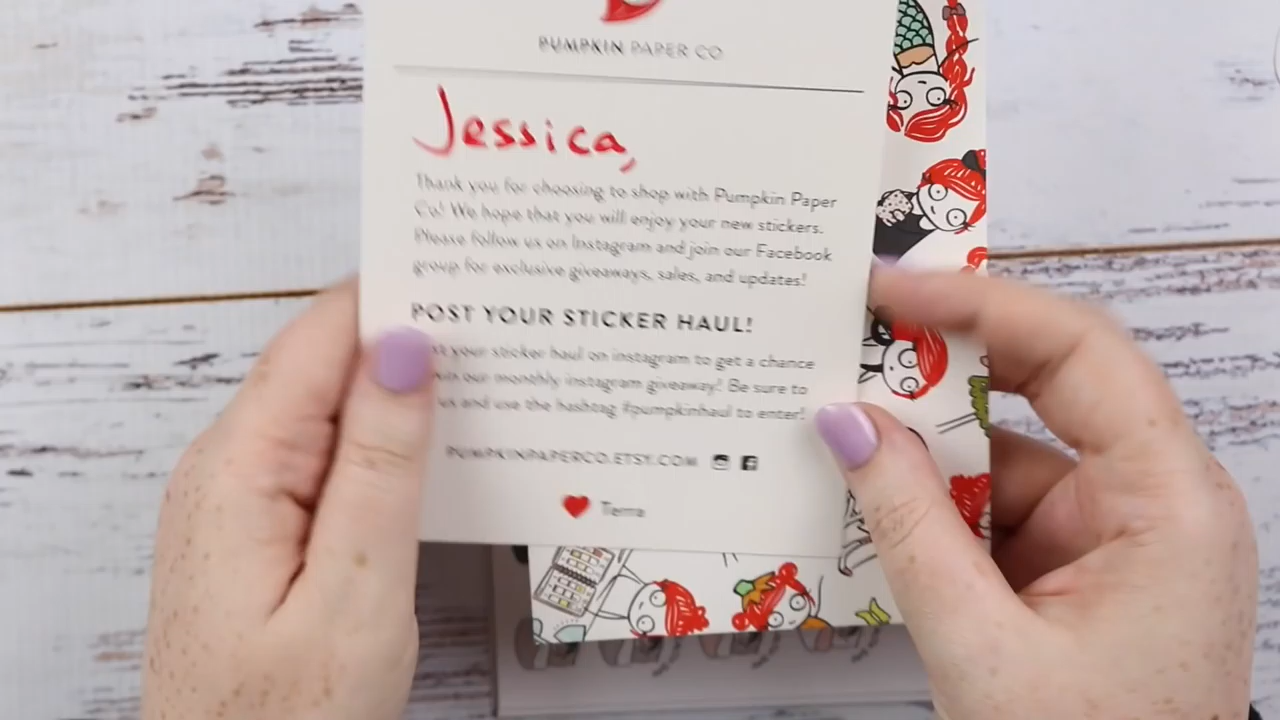 PUMPKIN PAPER CO
Jessica,
Thank you for choosing to shop with Pumpkin Paper
Co! We hope that you will enjoy your new stickers.
Please follow us on Instagram and join our Facebook
group for exclusive giveaways, sales, and updates!
POST YOUR STICKER HAUL!
your sticker haul on instagram to get a chance
our monthly instagram giveaway! Be sure to
us and use the hashtag #pumpkinhaul to enter!
PUMPKINPAPERCO.ETSY.COM
Terra